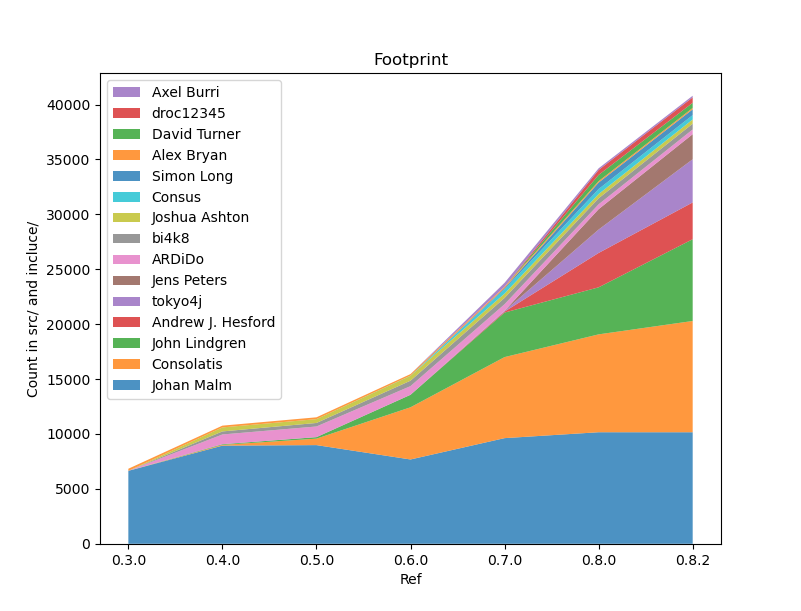 Footprint
Count in src/ and incluce/
40000
35000
30000
25000
20000
15000
10000
5000
0
Axel Burri
droc12345
David Turner
Alex Bryan
Simon Long
Consus
Joshua Ashton
bi4k8
ARDiDo
Jens Peters
tokyo4j
Andrew J. Hesford
John Lindgren
Consolatis
Johan Malm
0.3.0 0.4.0 0.5.0 0.6.0 0.7.0 0.8.0 0.8.2
Ref